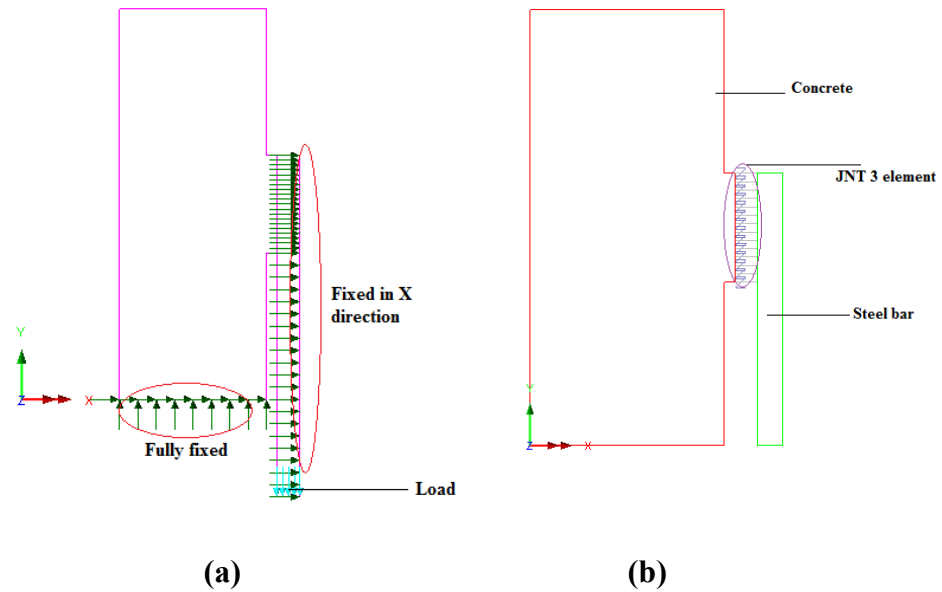 Y
Z
X
Fully fixed
Fixed in X
direction
Load
(a)
Concrete
JNT 3 element
Steel bar
Y
Z
X
(b)